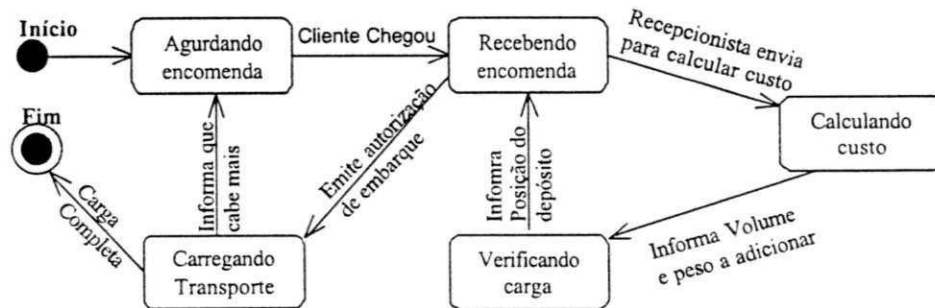 Início
Agurdando
encomenda
Cliente Chegou
Recebendo
encomenda
Recepcionista envia
para calcular custo
Calculando
custo
Fim
Informa que
cabe mais
Emite autorização
de embarque
Infomra
Posição do
depósito
Informa Volume
e peso a adicionar
Carga
Completa
Carregando
Transporte
Verificando
carga